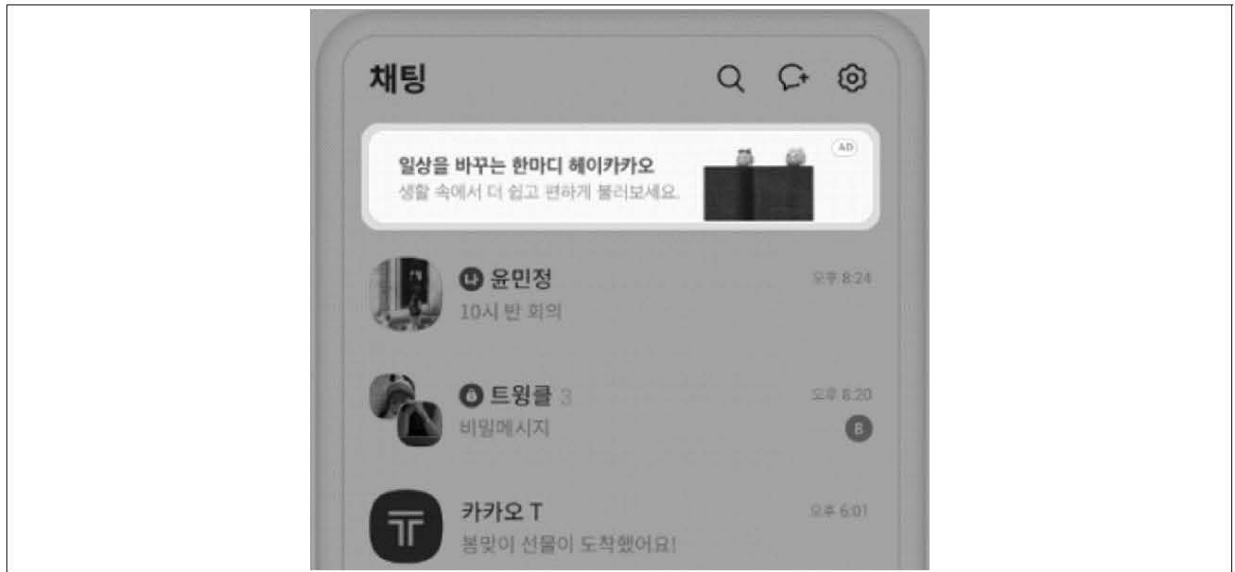 채팅
일상을 바꾸는 한마디 헤이카카오
생활 속에서 더 쉽고 편하게 불러보세요.
AD
나 윤민정
오후 8:24
10시 반 회의
트윙클 3
오후 8:20
비밀메시지
8
카카오 T
오후 6:01
봄맞이 선물이 도착했어요!